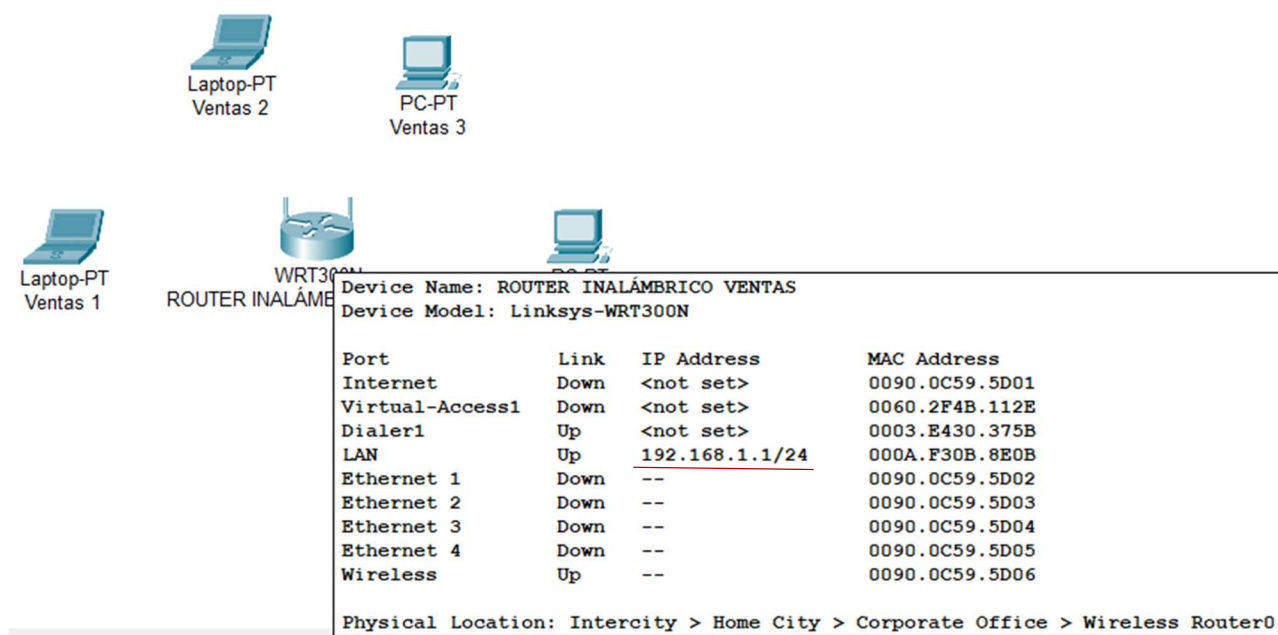 Laptop-PT
Ventas 2
PC-PT
Ventas 3
Laptop-PT
Ventas 1
WRT300N
ROUTER INALÁMB
Device Name: ROUTER INALÁMBRICO VENTAS
Device Model: Linksys-WRT300N
Port Link IP Address MAC Address
Internet Down <not set> 0090.0C59.5D01
Virtual-Access1 Down <not set> 0060.2F4B.112E
Dialer1 Up <not set> 0003.E430.375B
LAN Up 192.168.1.1/24 000A.F30B.8E0B
Ethernet 1 Down -- 0090.0C59.5D02
Ethernet 2 Down -- 0090.0C59.5D03
Ethernet 3 Down -- 0090.0C59.5D04
Ethernet 4 Down -- 0090.0C59.5D05
Wireless Up -- 0090.0C59.5D06
Physical Location: Intercity > Home City > Corporate Office > Wireless Router0